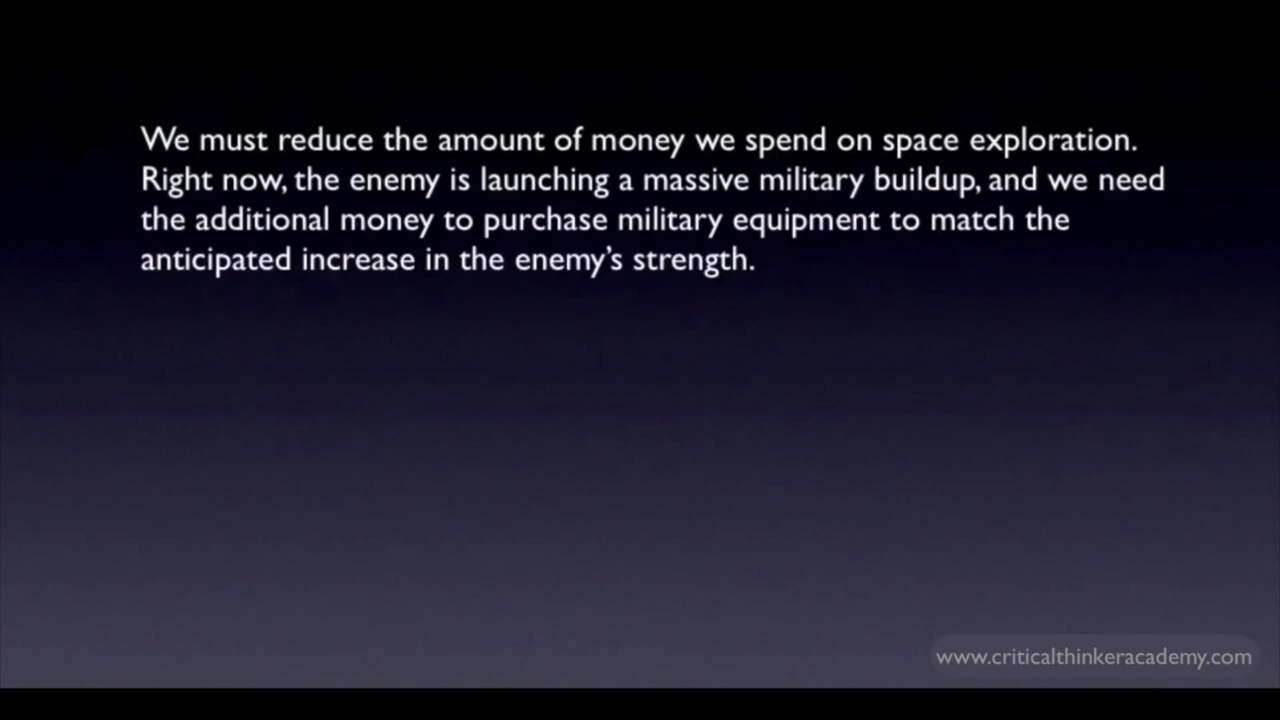 We must reduce the amount of money we spend on space exploration.
Right now, the enemy is launching a massive military buildup, and we need
the additional money to purchase military equipment to match the
anticipated increase in the enemy’s strength.
www.criticalthinkeracademy.com